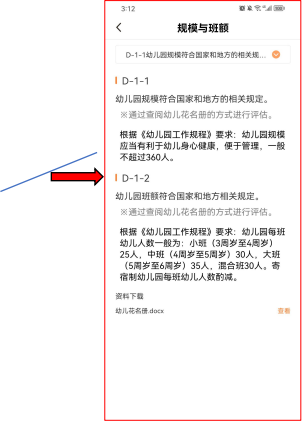 3:12
规模与班额
D-1-1幼儿园规模符合国家和地方的相关规...
D-1-1
幼儿园规模符合国家和地方的相关规定。
※通过查阅幼儿花名册的方式进行评估。
根据《幼儿园工作规程》要求：幼儿园规模
应当有利于幼儿身心健康，便于管理，一般
不超过360人。
D-1-2
幼儿园班额符合国家和地方相关规定。
※通过查阅幼儿花名册的方式进行评估。
根据《幼儿园工作规程》要求：幼儿园每班
幼儿人数一般为：小班（3周岁至4周岁）
25人，中班（4周岁至5周岁）30人，大班
（5周岁至6周岁）35人，混合班30人。寄
宿制幼儿园每班幼儿人数酌减。
资料下载
幼儿花名册.docx
查看